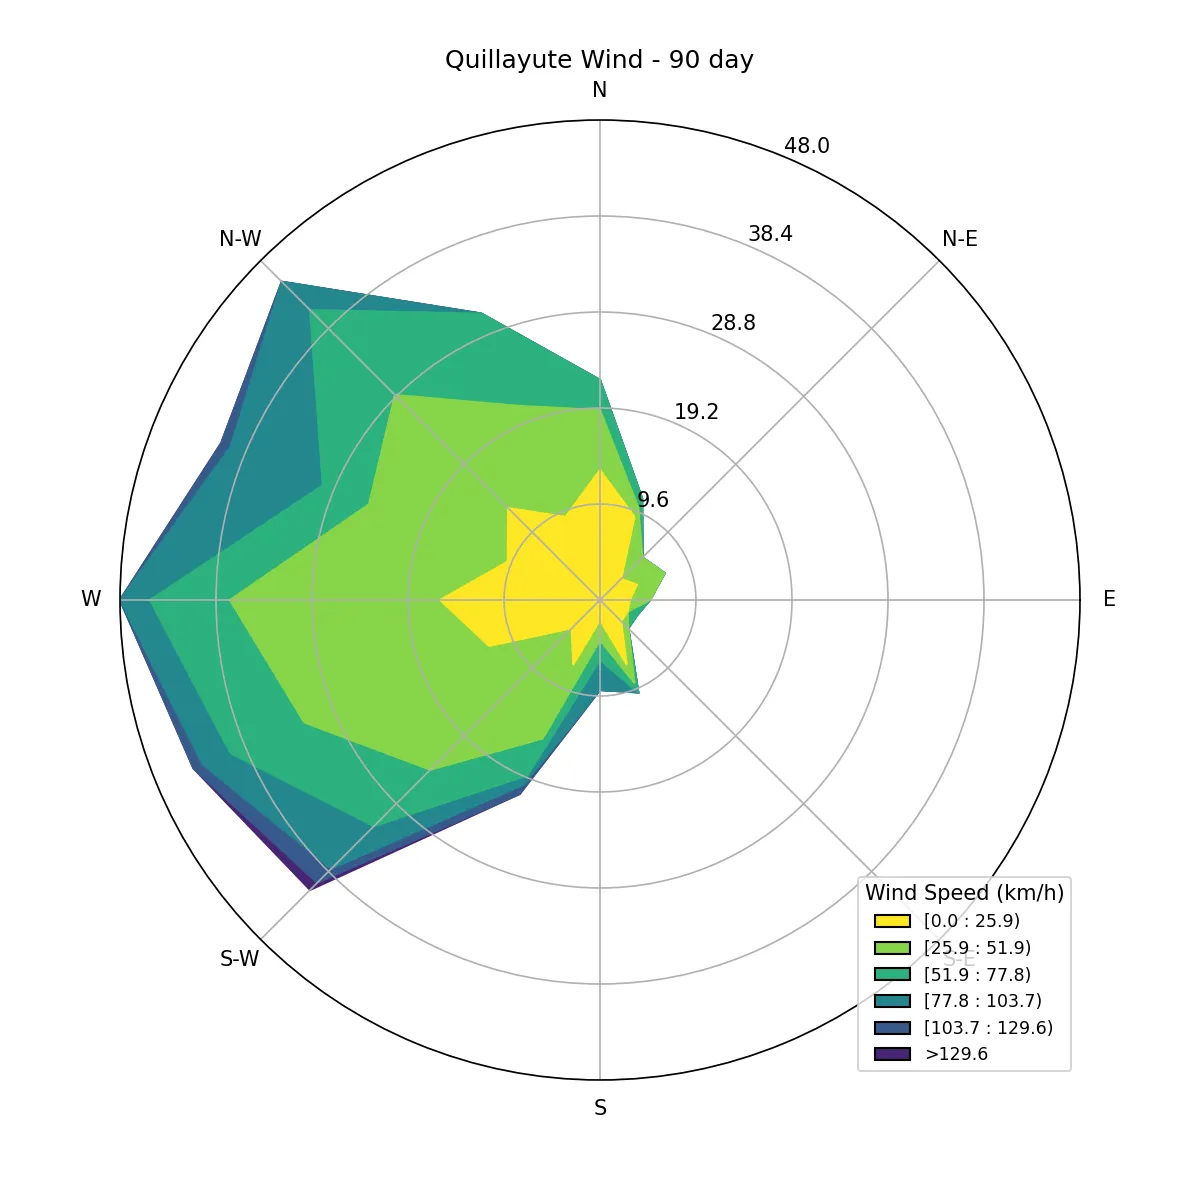 Quillayute Wind - 90 day
N
48.0
38.4
N-W
N-E
28.8
19.2
9.6
W
E
Wind Speed (km/h)
[0.0 : 25.9)
[25.9 : 51.9)
S-W
S-E
[51.9 : 77.8)
[77.8 : 103.7)
[103.7 : 129.6)
>129.6
S